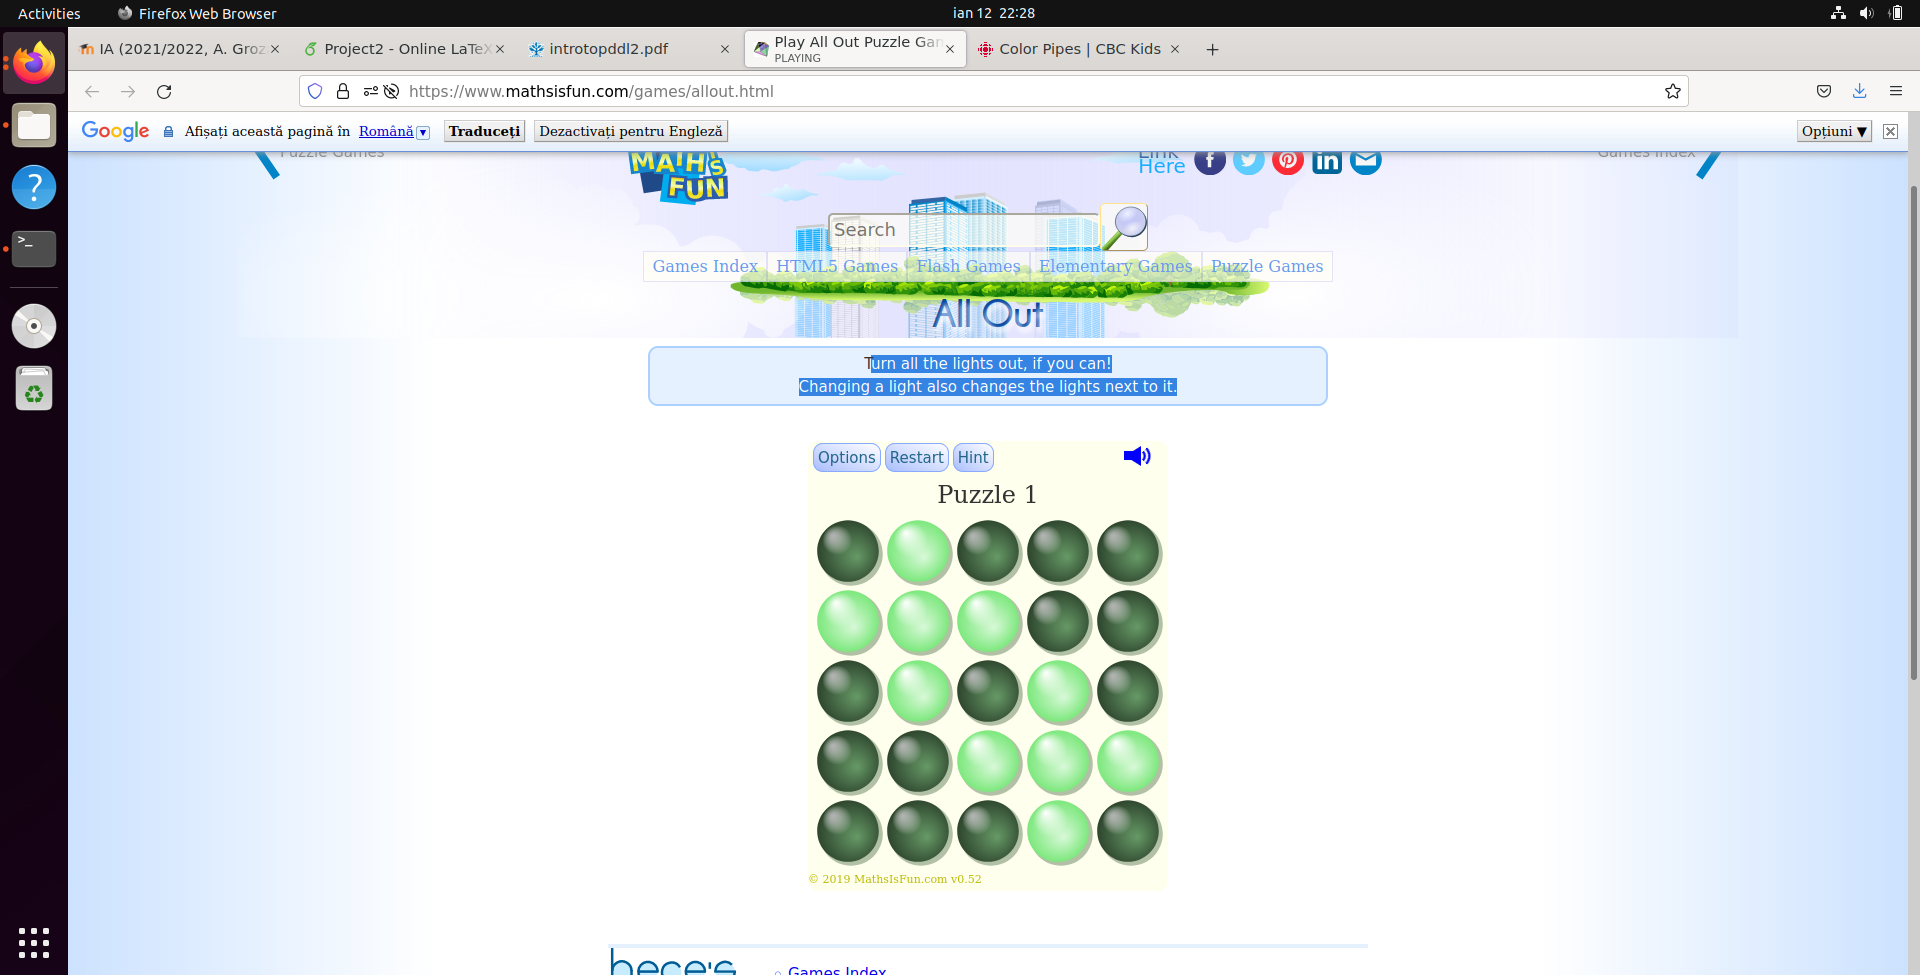 Activities
Firefox Web Browser
ian 12 22:28
IA (2021/2022, A. Groz
Project2 - Online LaTeX
introtopddl2.pdf
Play All Out Puzzle Gam
PLAYING
Color Pipes | CBC Kids
https://www.mathsisfun.com/games/allout.html
Google
Afișați această pagină în Română
Traduceți
Dezactivați pentru Engleză
Opțiuni ▼
Puzzle Games
MATHS
FUN
Link
Here
Games Index
Search
Games Index
HTML5 Games
Flash Games
Elementary Games
Puzzle Games
All Out
Turn all the lights out, if you can!
Changing a light also changes the lights next to it.
Options
Restart
Hint
Puzzle 1
© 2019 MathsIsFun.com v0.52
Games Index